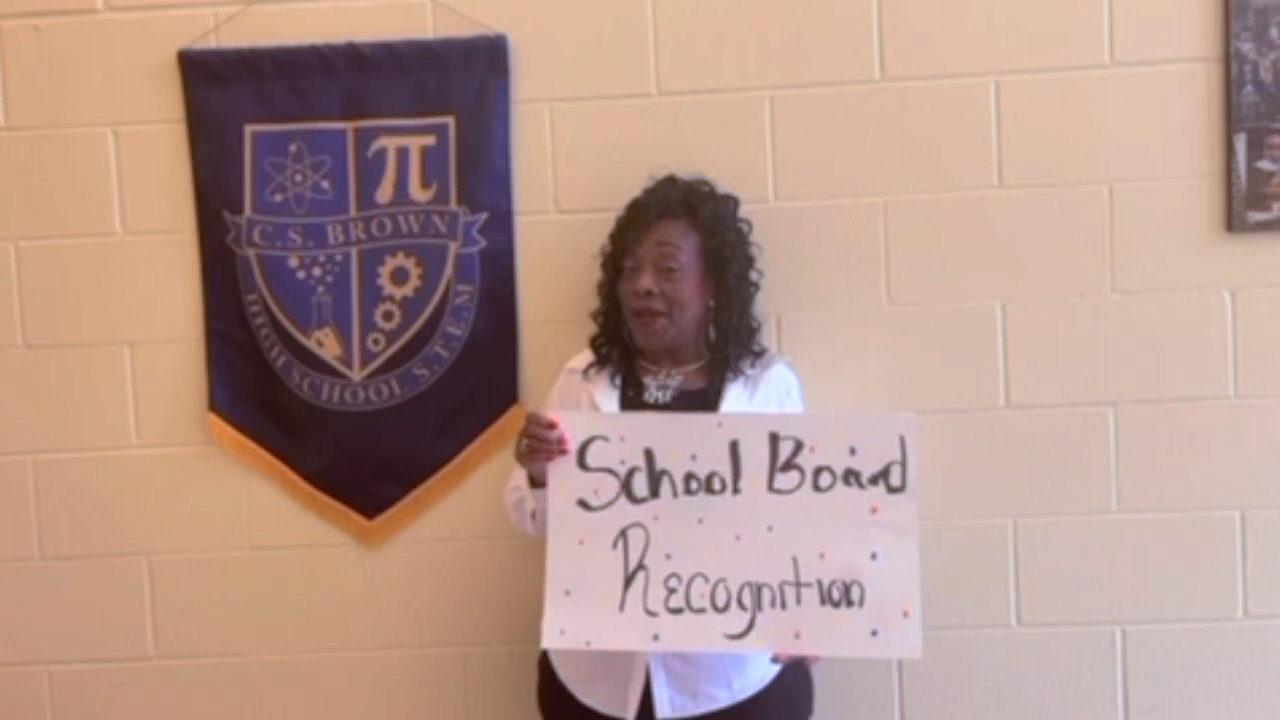 π
C.S. BROWN
HIGH SCHOOL S.T.E.M
School Board
Recognition